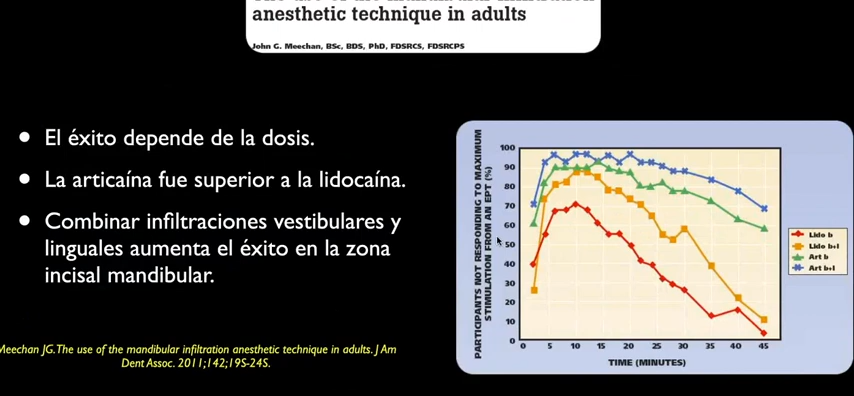 anesthetic technique in adults
John G. Meechan, BSc, BDS, PhD, FDSRCS, FDSRCPS
• El éxito depende de la dosis.
• La articaína fue superior a la lidocaína.
• Combinar infiltraciones vestibulares y
linguales aumenta el éxito en la zona
incisal mandibular.
Meechan JG. The use of the mandibular infiltration anesthetic technique in adults. J Am
Dent Assoc. 2011;142;19S-24S.
PARTICIPANTS NOT RESPONDING TO MAXIMUM
STIMULATION FROM AN EPT (%)
100
90
80
70
60
50
40
30
20
10
0
0 5 10 15 20 25 30 35 40 45
TIME (MINUTES)
Lido b
Lido b+l
Art b
Art b+l